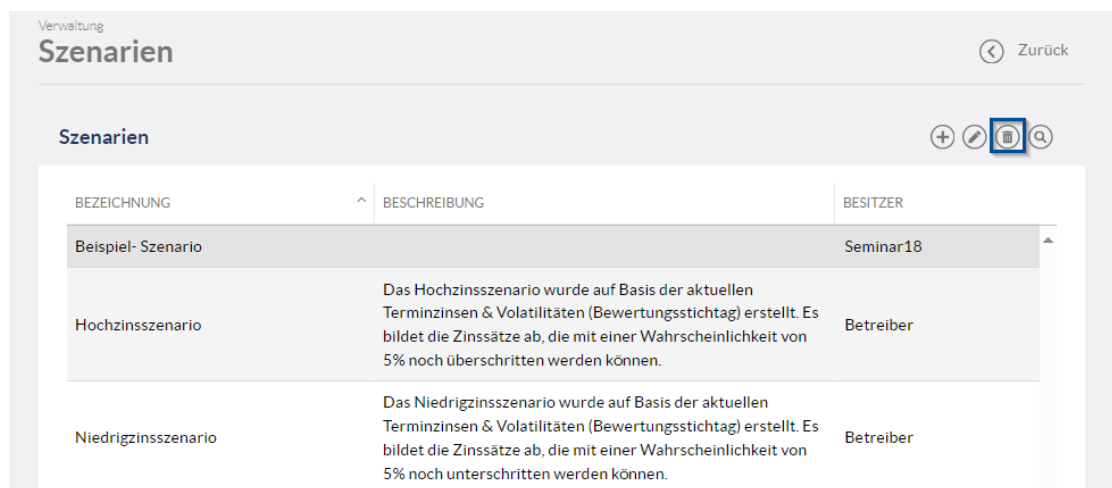 Verwaltung
Szenarien
Zurück
Szenarien
BEZEICHNUNG
BESCHREIBUNG
BESITZER
Beispiel- Szenario
Seminar18
Das Hochzinsszenario wurde auf Basis der aktuellen
Terminzinsen & Volatilitäten (Bewertungsstichtag) erstellt. Es
Hochzinsszenario
Betreiber
bildet die Zinssätze ab, die mit einer Wahrscheinlichkeit von
5% noch überschritten werden können.
Das Niedrigzinsszenario wurde auf Basis der aktuellen
Terminzinsen & Volatilitäten (Bewertungsstichtag) erstellt. Es
Niedrigzinsszenario
Betreiber
bildet die Zinssätze ab, die mit einer Wahrscheinlichkeit von
5% noch unterschritten werden können.